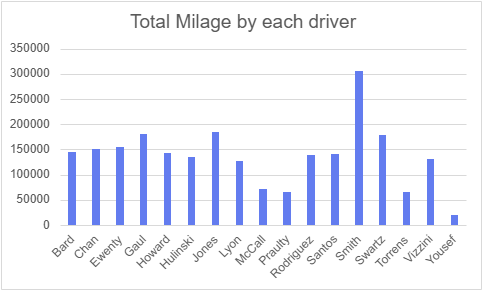 Total Milage by each driver
350000
300000
250000
200000
150000
100000
50000
0
Bard
Chan
Ewenty
Gaul
Howard
Hulinski
Jones
Lyon
McCall
Praulty
Rodriguez
Santos
Smith
Swartz
Torrens
Vizzini
Yousef